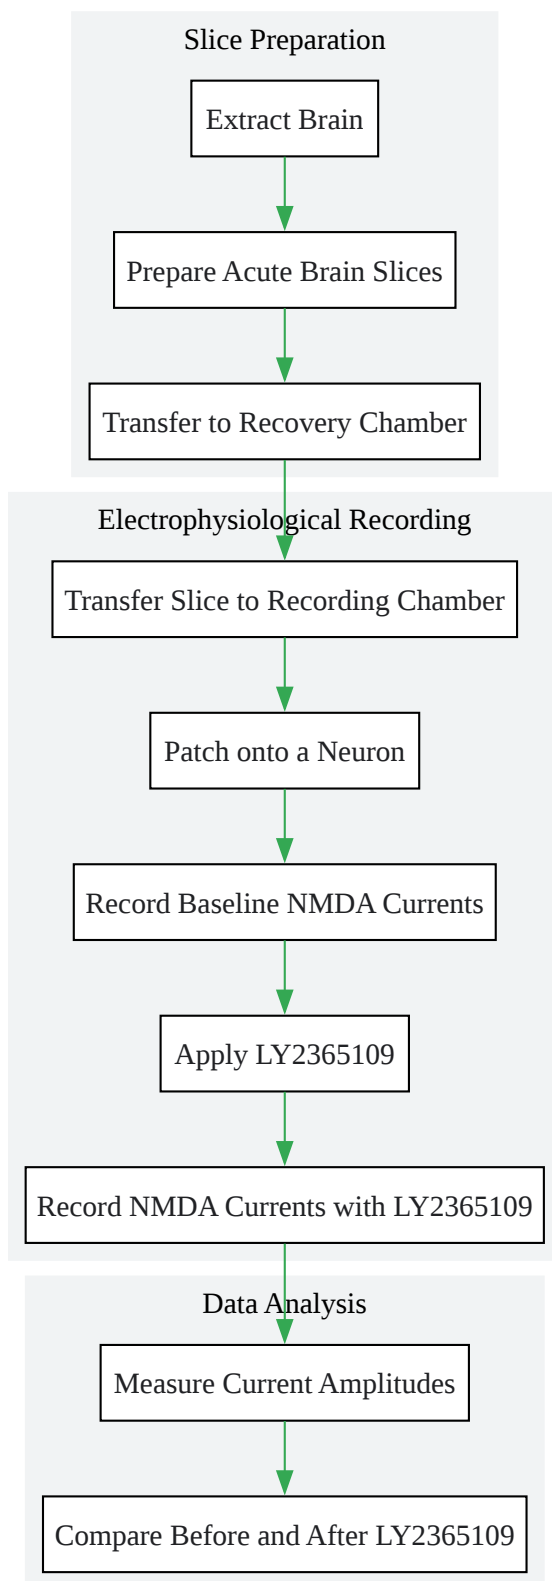 Slice Preparation
Extract Brain
Prepare Acute Brain Slices
Transfer to Recovery Chamber
Electrophysiological Recording
Transfer Slice to Recording Chamber
Patch onto a Neuron
Record Baseline NMDA Currents
Apply LY2365109
Record NMDA Currents with LY2365109
Data Analysis
Measure Current Amplitudes
Compare Before and After LY2365109